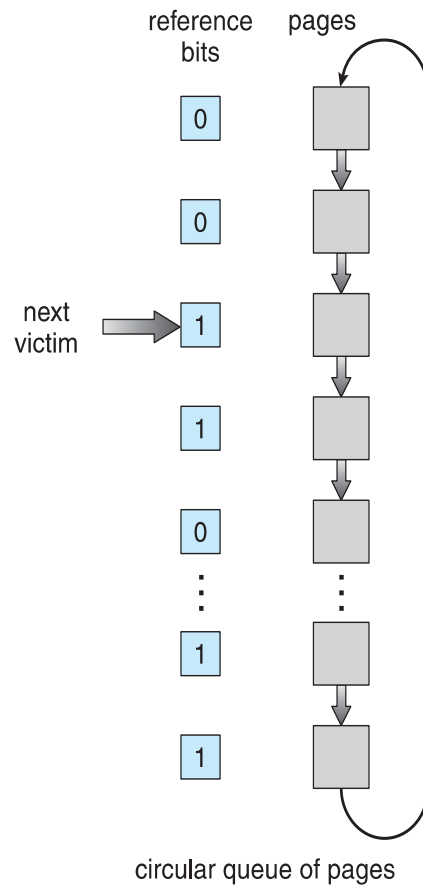 reference bits
pages
0
0
next victim
1
1
0
1
1
circular queue of pages